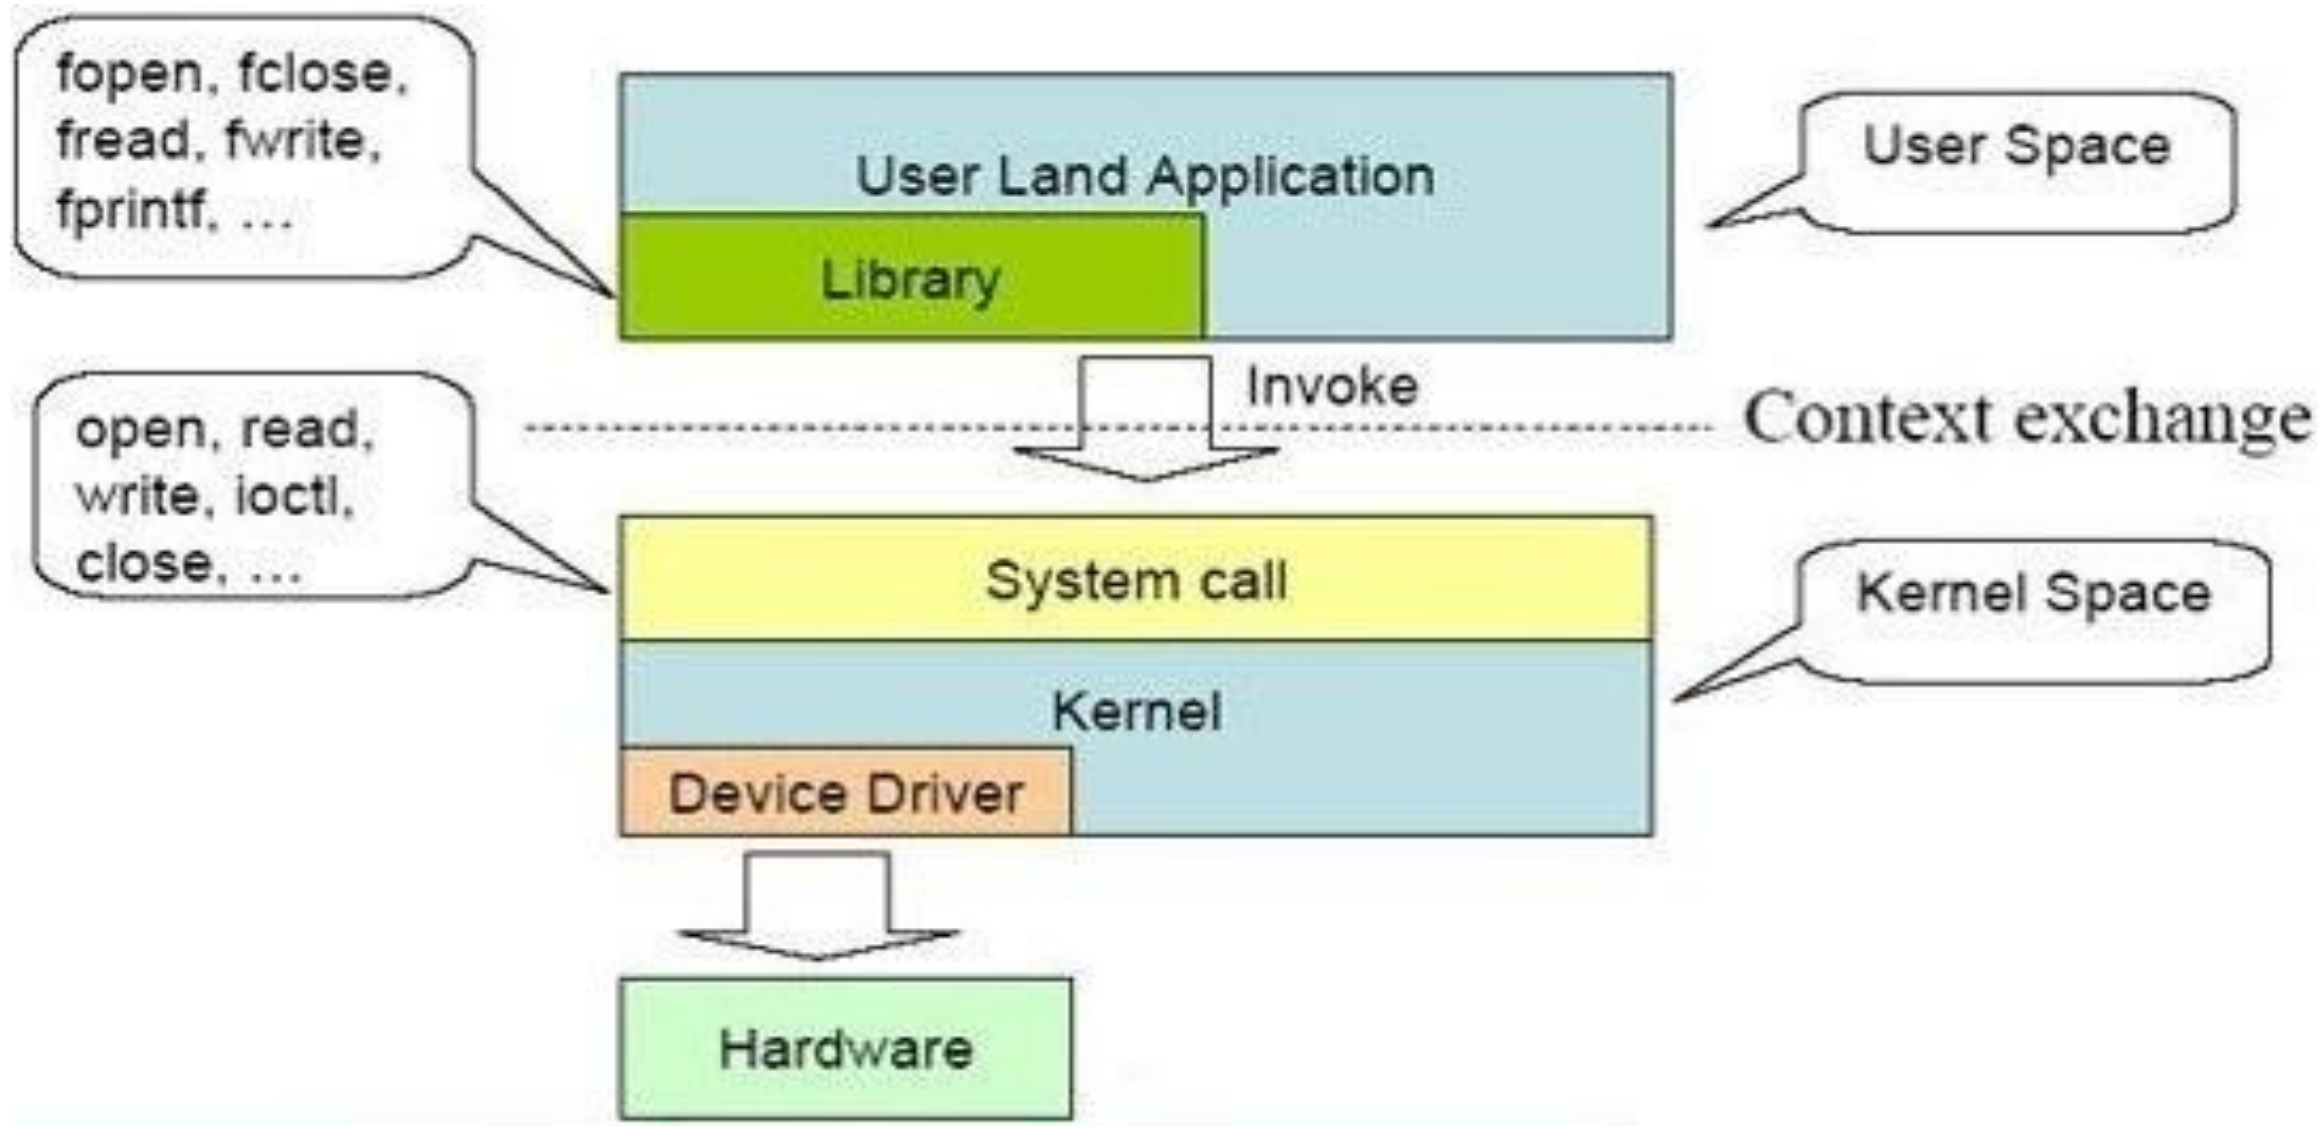 fopen, fclose,
fread, fwrite,
fprintf, ...
User Land Application
User Space
Library
Invoke
Context exchange
open, read,
write, ioctl,
close, ...
System call
Kernel Space
Kernel
Device Driver
Hardware